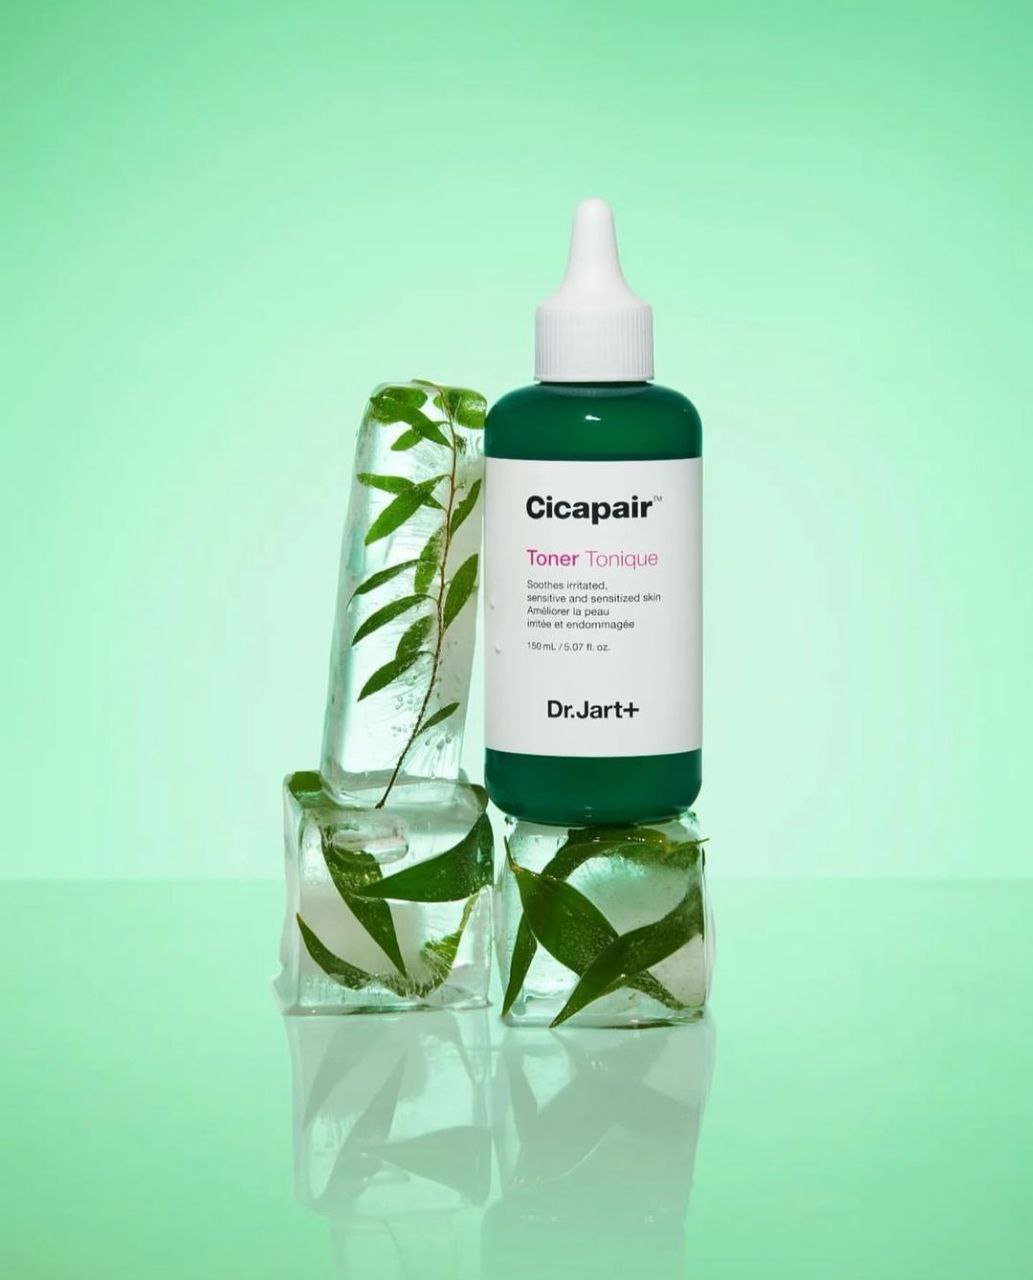 Cicapair™
Toner Tonique
Soothes irritated,
sensitive and sensitized skin
Améliorer la peau
irritée et endommagée
150 mL / 5.07 fl. oz.
Dr.Jart+